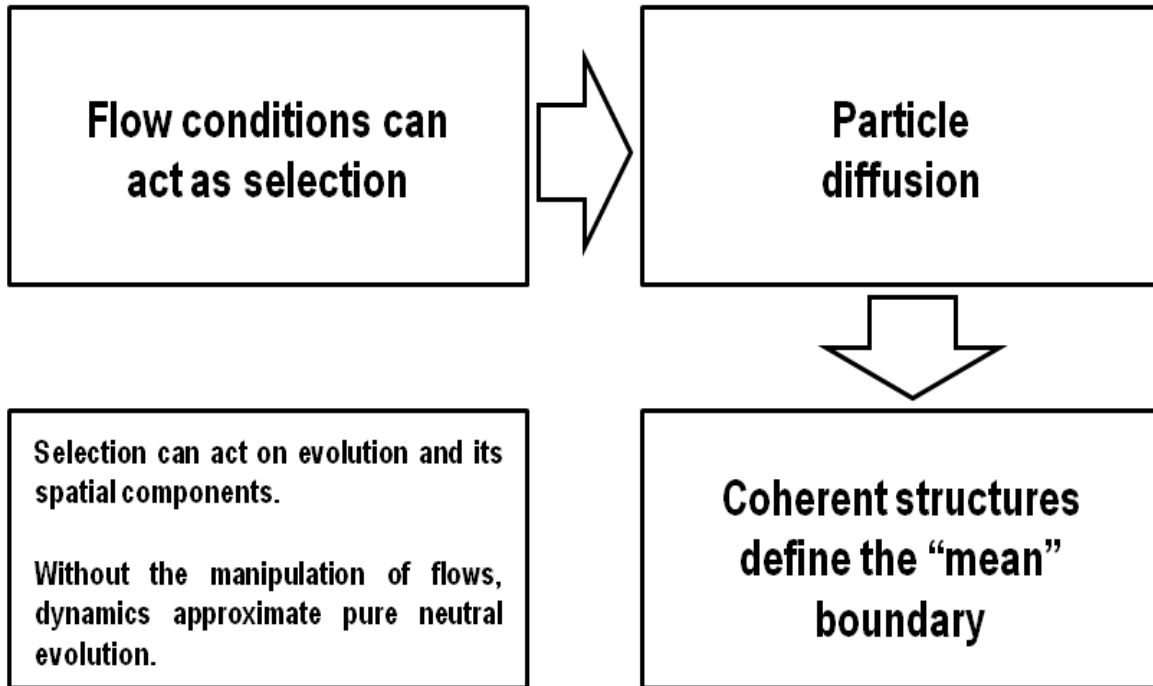 Flow conditions can
act as selection
Particle
diffusion
Selection can act on evolution and its
spatial components.
Without the manipulation of flows,
dynamics approximate pure neutral
evolution.
Coherent structures
define the “mean”
boundary